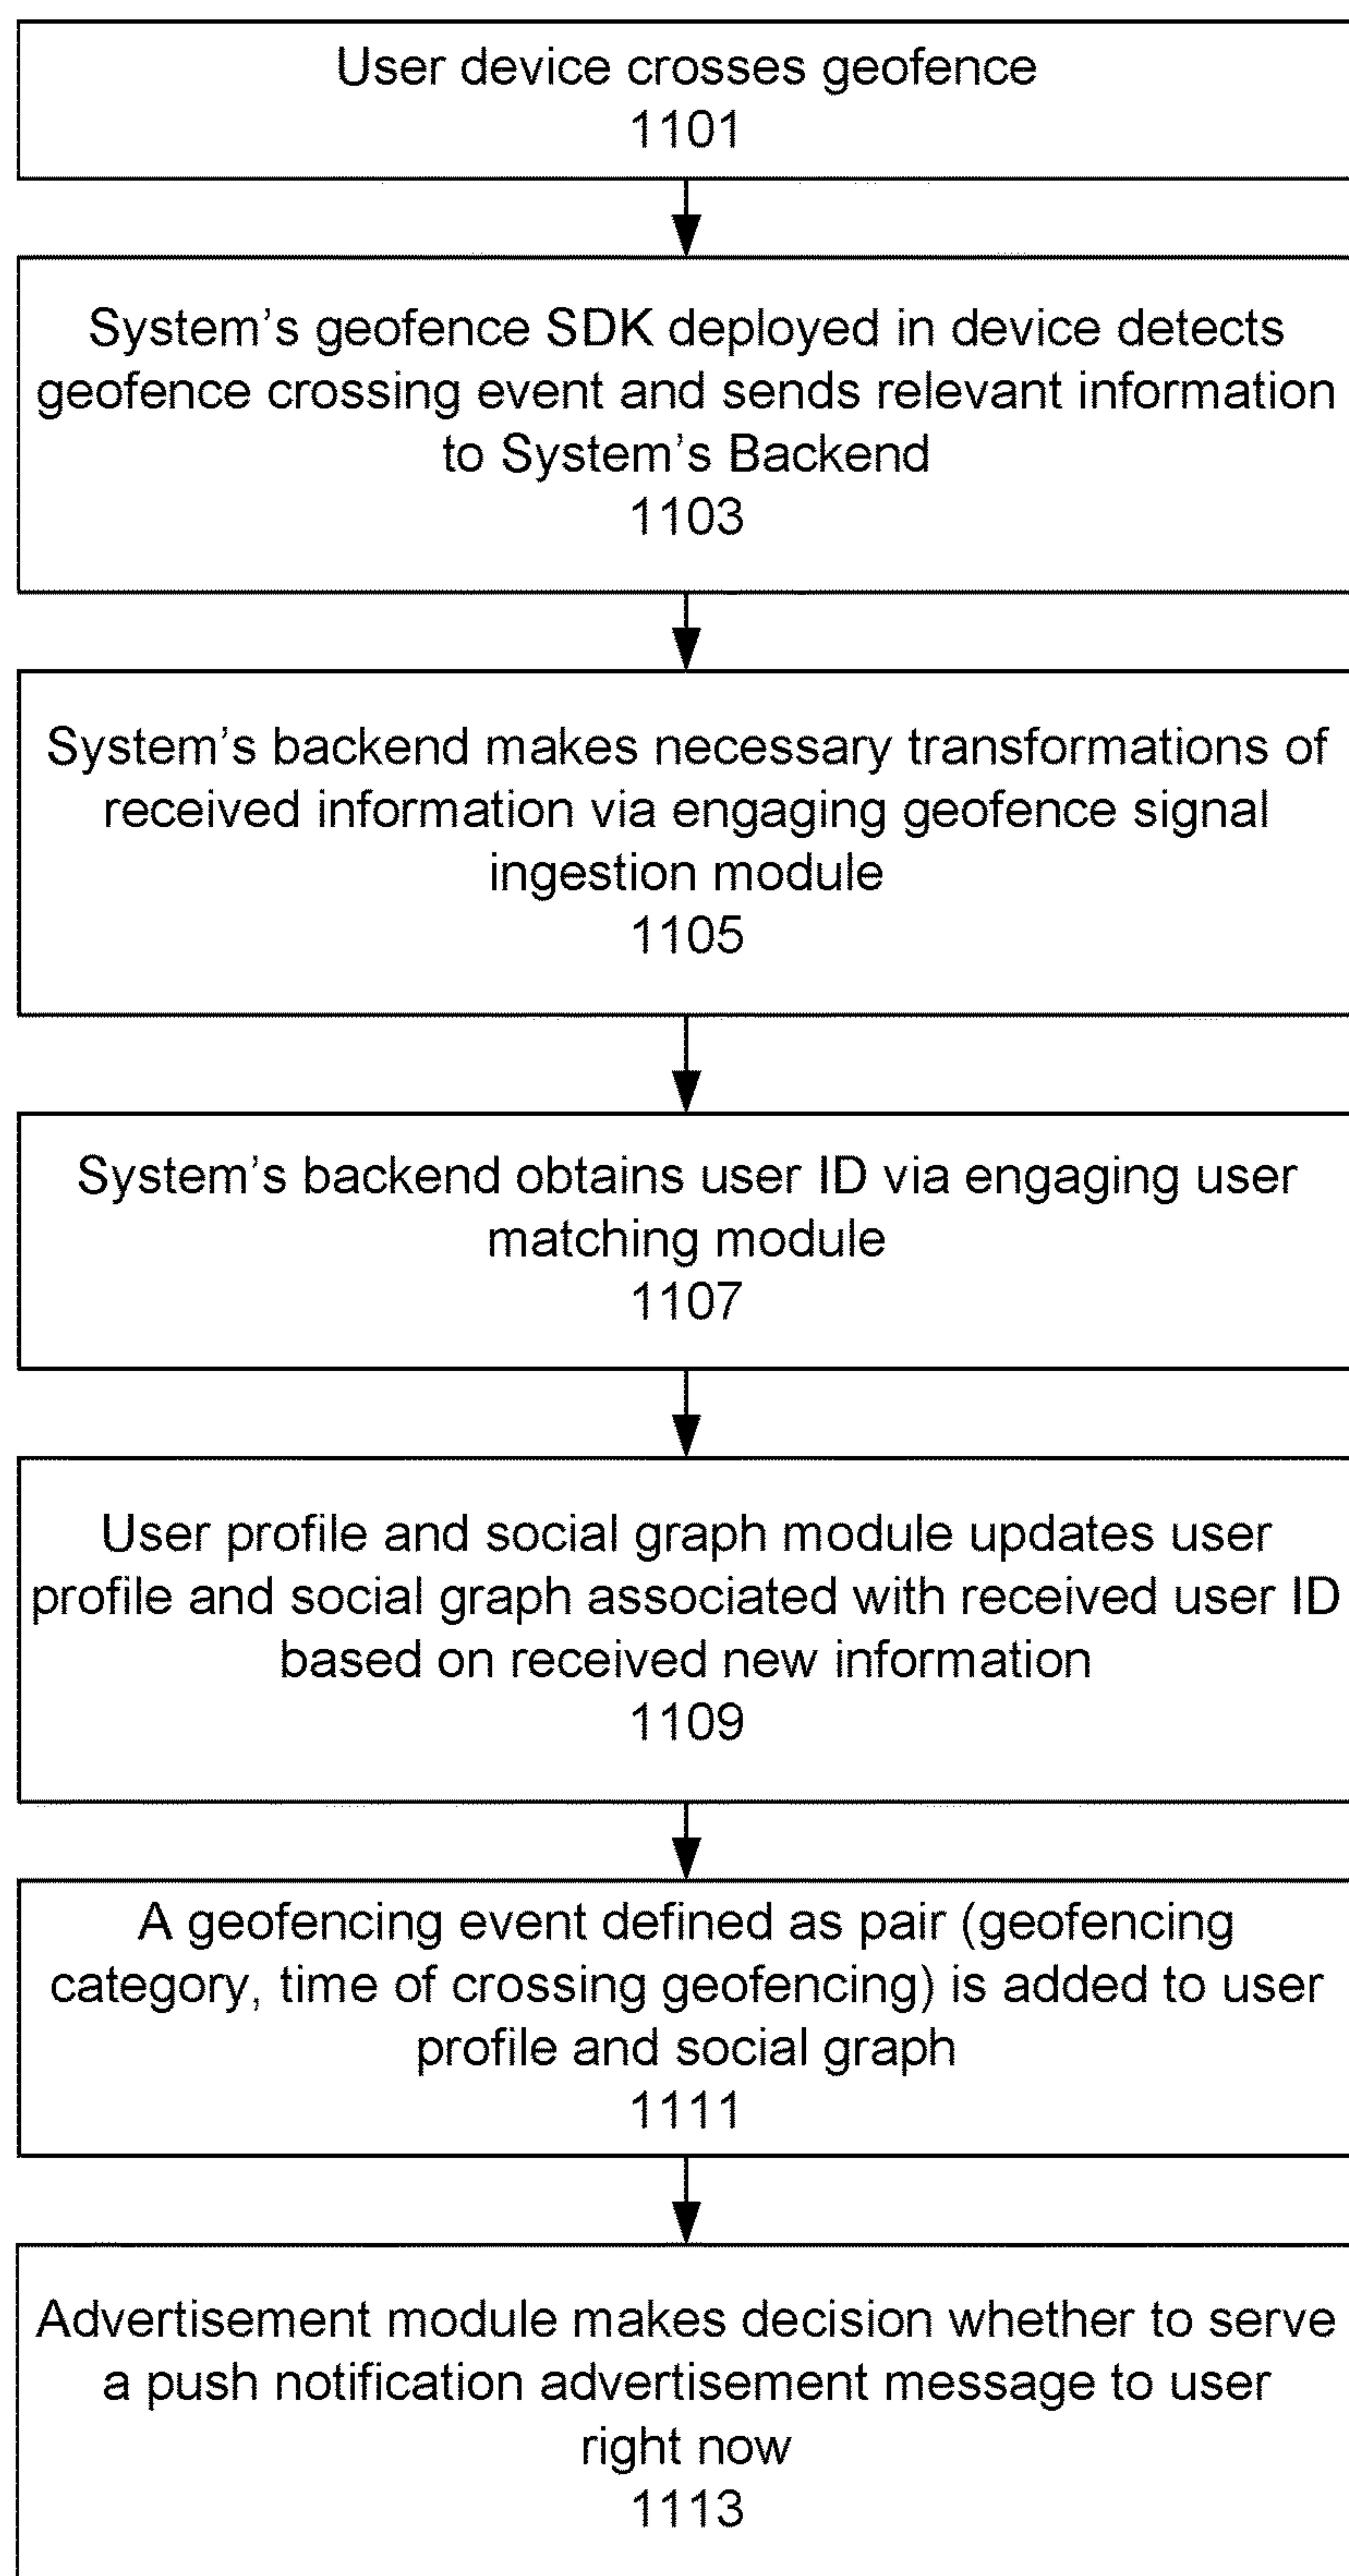 User device crosses geofence
1101
System's geofence SDK deployed in device detects
geofence crossing event and sends relevant information
to System's Backend
1103
System's backend makes necessary transformations of
received information via engaging geofence signal
ingestion module
1105
System's backend obtains user ID via engaging user
matching module
1107
User profile and social graph module updates user
profile and social graph associated with received user ID
based on received new information
1109
A geofencing event defined as pair (geofencing
category, time of crossing geofencing) is added to user
profile and social graph
1111
Advertisement module makes decision whether to serve
a push notification advertisement message to user
right now
1113